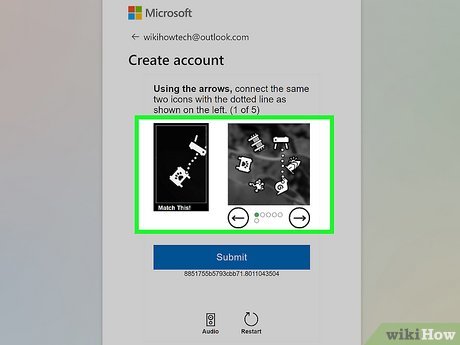 Microsoft
← wikihowtech@outlook.com
Create account
Using the arrows, connect the same
two icons with the dotted line as
shown on the left. (1 of 5)
Match This!
Submit
8851755b5793cbb71.8011043504
Audio
Restart
wikiHow